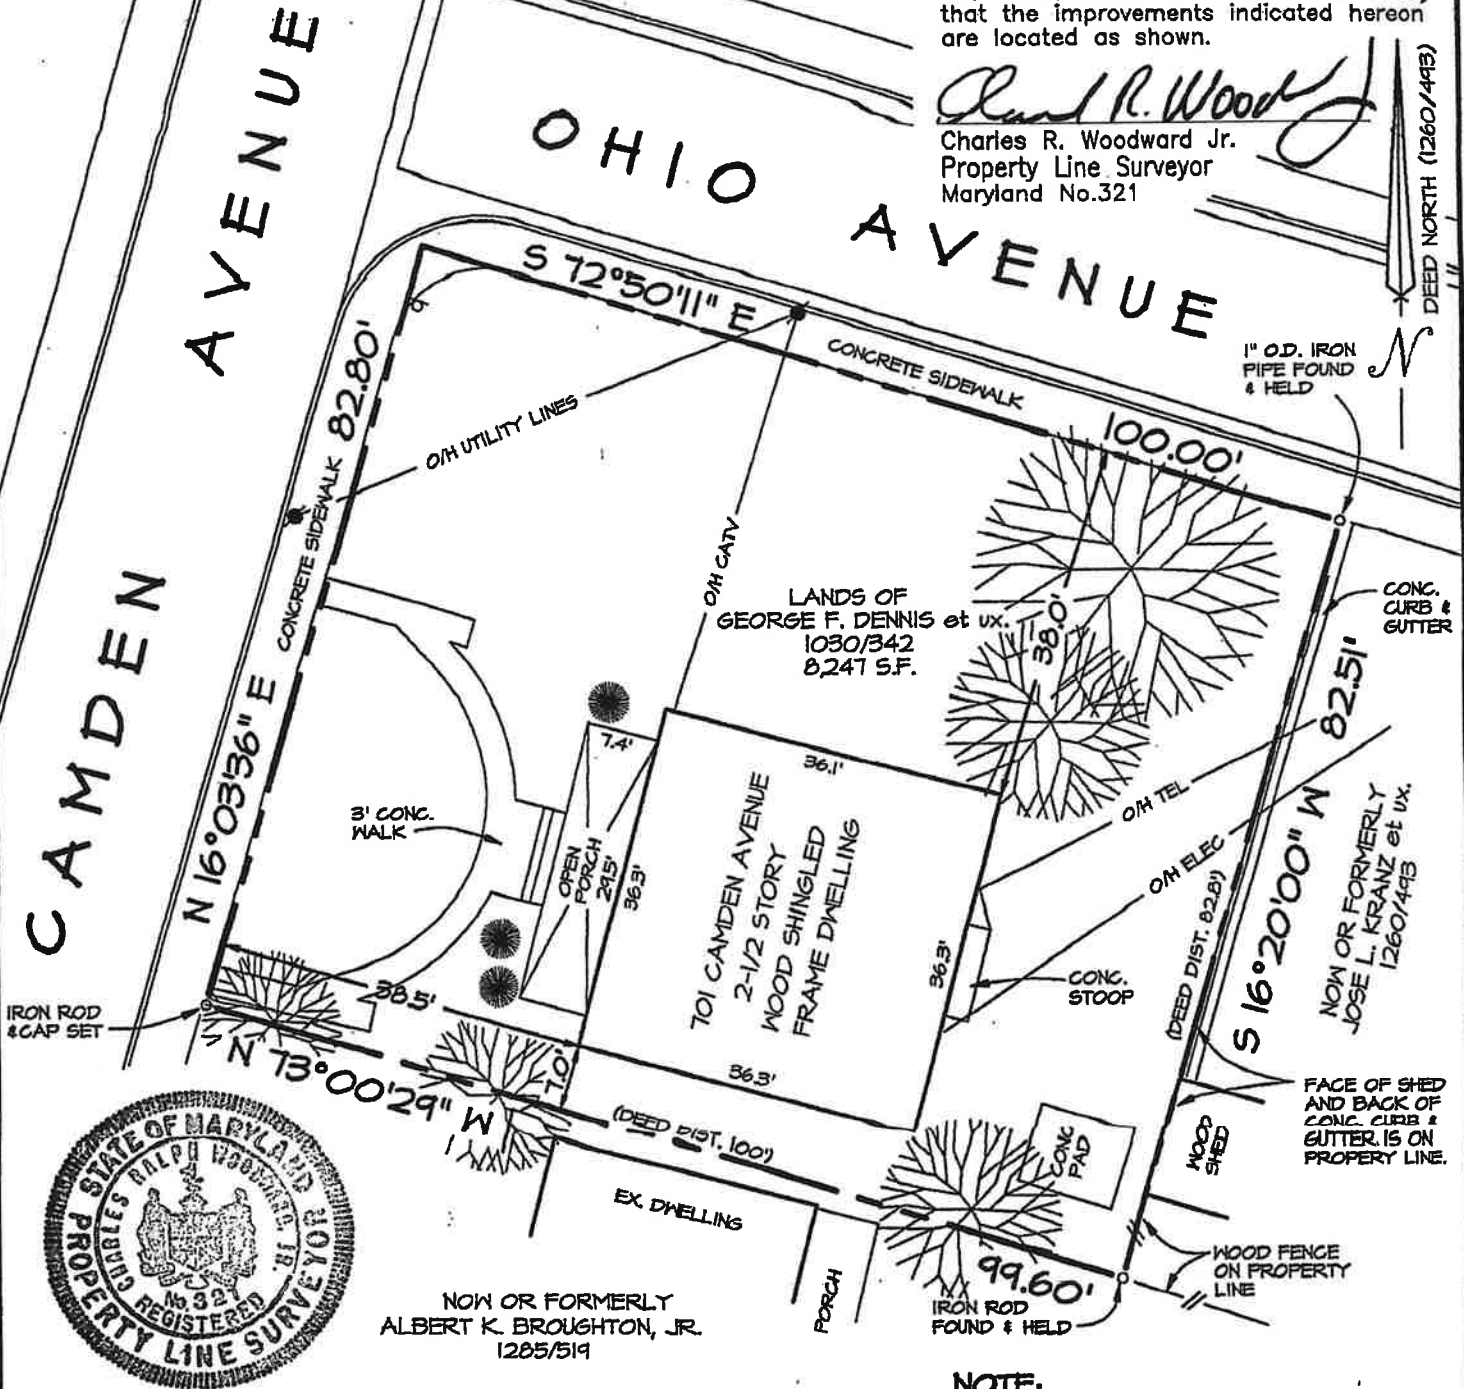 that the improvements indicated hereon
are located as shown.
Charles R. Woodward Jr.
Property Line Surveyor
Maryland No.321
DEED NORTH (1260/493)
N
OHIO AVENUE
CAMDEN AVENUE
S 72°50'11" E
100.00'
CONCRETE SIDEWALK
1" O.D. IRON
PIPE FOUND
& HELD
82.80'
N 16°03'36" E
CONCRETE SIDEWALK
O/H UTILITY LINES
O/H CATV
LANDS OF
GEORGE F. DENNIS et ux.
1030/342
8,247 S.F.
38.0'
CONC.
CURB &
GUTTER
82.51'
S 16°20'00" W
(DEED DIST. 82.8')
NOW OR FORMERLY
JOSE L. KRANZ et ux.
1260/493
O/H TEL
O/H ELEC
7.4'
36.1'
3' CONC.
WALK
OPEN
PORCH
29.5'
36.3'
701 CAMDEN AVENUE
2-1/2 STORY
WOOD SHINGLED
FRAME DWELLING
36.3'
CONC.
STOOP
36.3'
38.5'
7.0'
IRON ROD
& CAP SET
N 73°00'29" W
(DEED DIST. 100')
99.60'
CONC
PAD
WOOD
SHED
FACE OF SHED
AND BACK OF
CONC. CURB &
GUTTER IS ON
PROPERTY LINE.
EX. DWELLING
PORCH
WOOD FENCE
ON PROPERTY
LINE
IRON ROD
FOUND & HELD
NOW OR FORMERLY
ALBERT K. BROUGHTON, JR.
1285/519
STATE OF MARYLAND
PROPERTY LINE SURVEYOR
CHARLES RALPH WOODWARD JR.
No. 321
REGISTERED
NOTE: